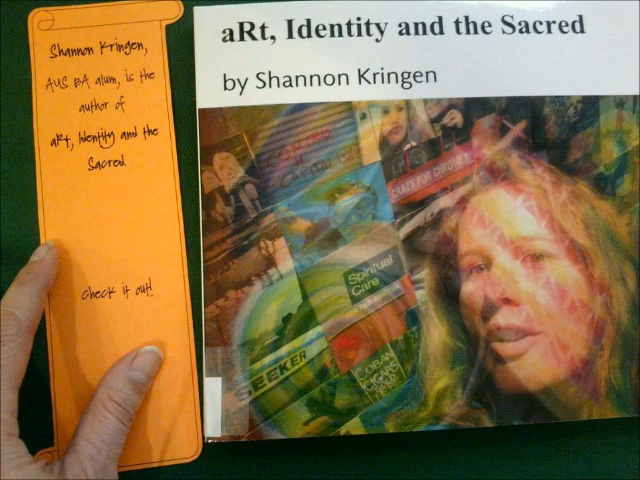 Shannon Kringen,
AUS BA alum, is the
author of
aRt, Identity and the
Sacred.
check it out!
aRt, Identity and the Sacred
by Shannon Kringen
CRAZY FOR CHROME?
Spiritual
Care
SEEKER
CUBAN
CIGARS